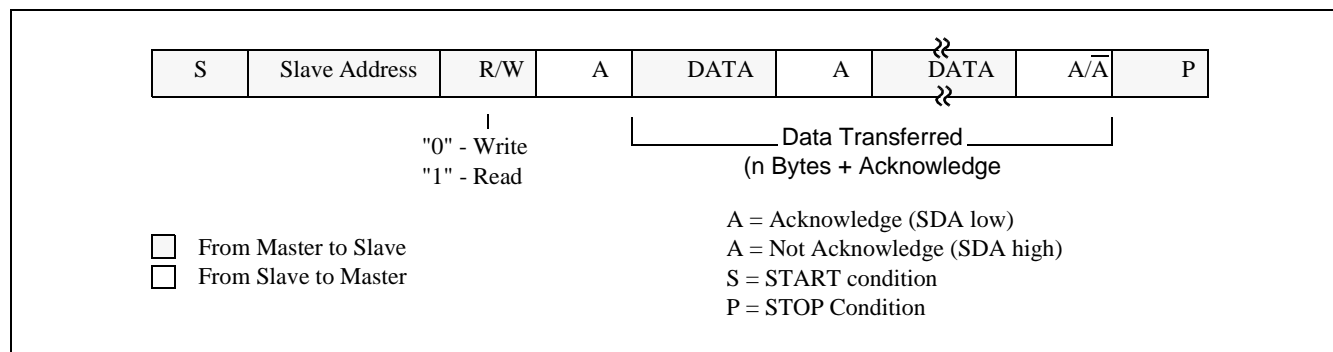 S Slave Address R/W A DATA A DATA A/A̅ P
"0" - Write
"1" - Read
Data Transferred
(n Bytes + Acknowledge
From Master to Slave
From Slave to Master
A = Acknowledge (SDA low)
A = Not Acknowledge (SDA high)
S = START condition
P = STOP Condition